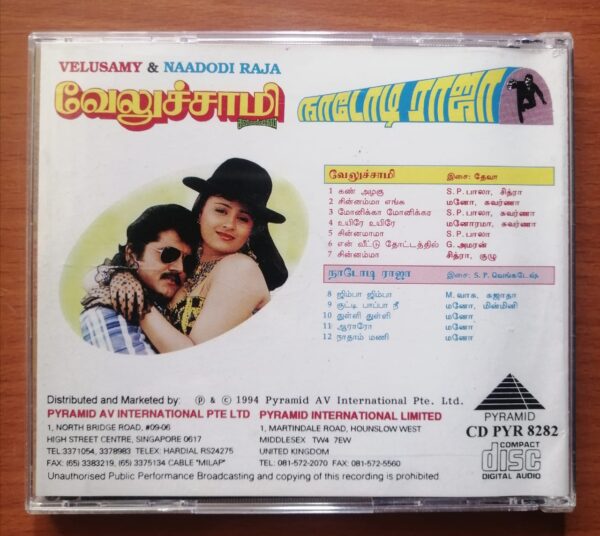 VELUSAMY & NAADODI RAJA
வேலுச்சாமி
நாடோடி ராஜா
வேலுச்சாமி இசை: தேவா
1 கண் அழகு S.P.பாலா, சித்ரா
2 சின்னம்மா எங்க மனோ, சுவர்ணா
3 மோனிக்கா மோனிக்கா S.P.பாலா, சுவர்ணா
4 உயிரே உயிரே மனோரமா, சுவர்ணா
5 சின்னமாமா S.P.பாலா
6 என் வீட்டு தோட்டத்தில் G.அமரன்
7 சின்னம்மா சித்ரா, குழு
நாடோடி ராஜா இசை: S.P. வெங்கடேஷ்
8 ஜிம்பா ஜிம்பா M.வாசு, சுஜாதா
9 குட்டி பாப்பா நீ மனோ, மின்மினி
10 துள்ளி துள்ளி மனோ
11 ஆராரோ மனோ
12 நாதாம் மணி மனோ
Distributed and Marketed by: ℗ & © 1994 Pyramid AV International Pte. Ltd.
PYRAMID AV INTERNATIONAL PTE LTD
1, NORTH BRIDGE ROAD, #09-06
HIGH STREET CENTRE, SINGAPORE 0617
TEL: 3371054, 3378983 TELEX: HARDIAL RS24275
FAX: (65) 3383219, (65) 3375134 CABLE "MILAP"
PYRAMID INTERNATIONAL LIMITED
1, MARTINDALE ROAD, HOUNSLOW WEST
MIDDLESEX TW4 7EW
UNITED KINGDOM
TEL: 081-572-2070 FAX: 081-572-5560
Unauthorised Public Performance Broadcasting and copying of this recording is prohibited
PYRAMID
CD PYR 8282
COMPACT
disc
DIGITAL AUDIO